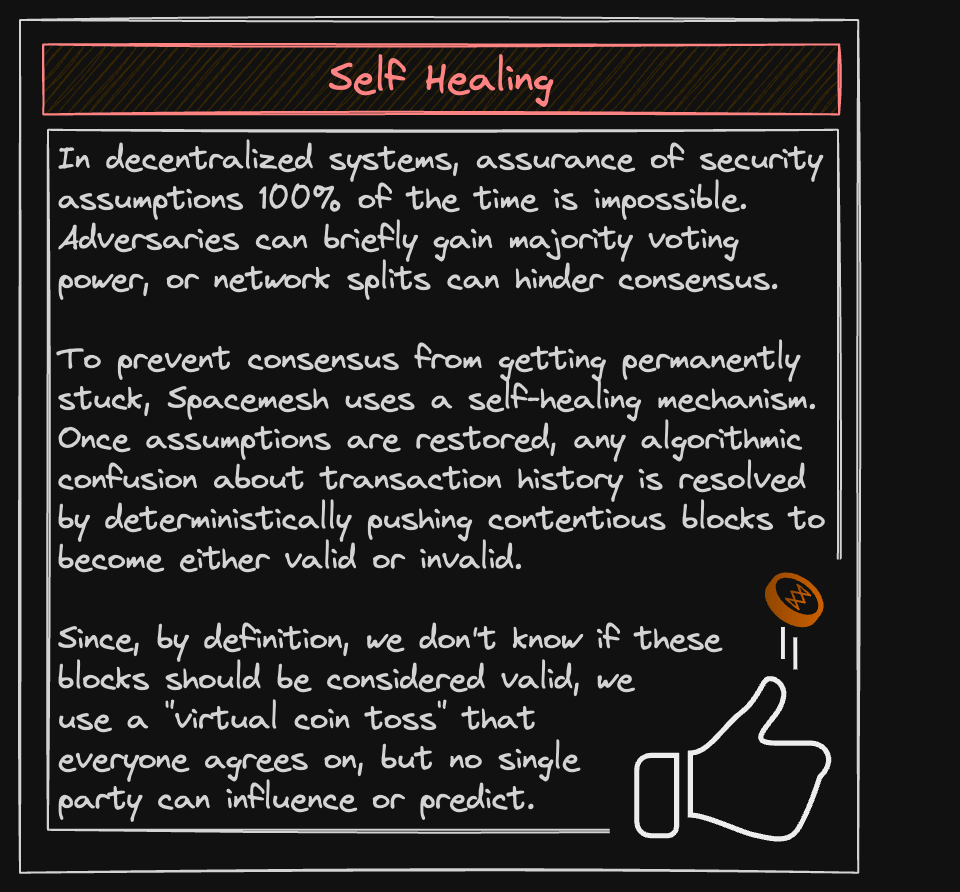 Self Healing
In decentralized systems, assurance of security
assumptions 100% of the time is impossible.
Adversaries can briefly gain majority voting
power, or network splits can hinder consensus.
To prevent consensus from getting permanently
stuck, Spacemesh uses a self-healing mechanism.
Once assumptions are restored, any algorithmic
confusion about transaction history is resolved
by deterministically pushing contentious blocks to
become either valid or invalid.
Since, by definition, we don't know if these
blocks should be considered valid, we
use a "virtual coin toss" that
everyone agrees on, but no single
party can influence or predict.